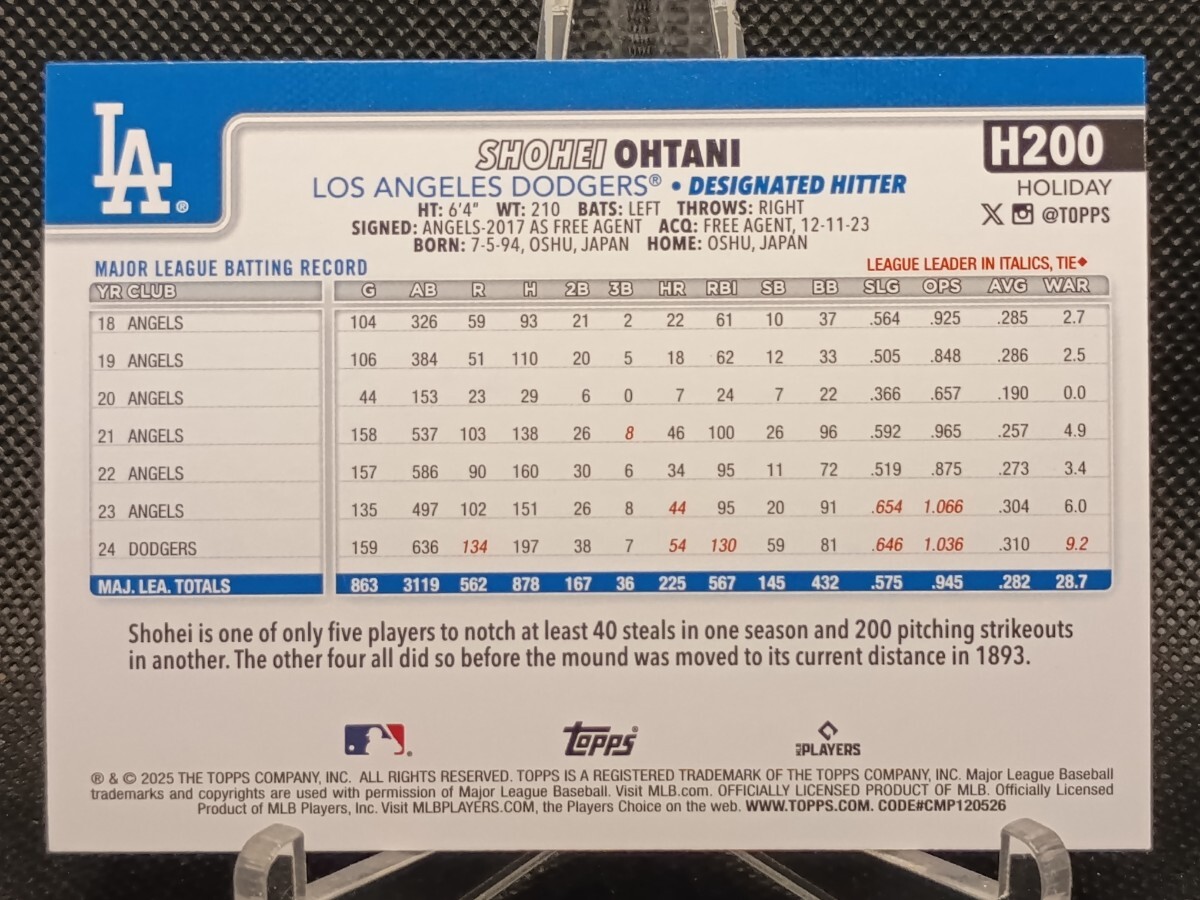 LA®
SHOHEI OHTANI
H200
LOS ANGELES DODGERS® • DESIGNATED HITTER
HOLIDAY
HT: 6'4" WT: 210 BATS: LEFT THROWS: RIGHT
@TOPPS
SIGNED: ANGELS-2017 AS FREE AGENT ACQ: FREE AGENT, 12-11-23
BORN: 7-5-94, OSHU, JAPAN HOME: OSHU, JAPAN
MAJOR LEAGUE BATTING RECORD LEAGUE LEADER IN ITALICS, TIE◆
YR CLUB G AB R H 2B 3B HR RBI SB BB SLG OPS AVG WAR
18 ANGELS 104 326 59 93 21 2 22 61 10 37 .564 .925 .285 2.7
19 ANGELS 106 384 51 110 20 5 18 62 12 33 .505 .848 .286 2.5
20 ANGELS 44 153 23 29 6 0 7 24 7 22 .366 .657 .190 0.0
21 ANGELS 158 537 103 138 26 8 46 100 26 96 .592 .965 .257 4.9
22 ANGELS 157 586 90 160 30 6 34 95 11 72 .519 .875 .273 3.4
23 ANGELS 135 497 102 151 26 8 44 95 20 91 .654 1.066 .304 6.0
24 DODGERS 159 636 134 197 38 7 54 130 59 81 .646 1.036 .310 9.2
MAJ. LEA. TOTALS 863 3119 562 878 167 36 225 567 145 432 .575 .945 .282 28.7
Shohei is one of only five players to notch at least 40 steals in one season and 200 pitching strikeouts
in another. The other four all did so before the mound was moved to its current distance in 1893.
Topps® MLB PLAYERS
® & © 2025 THE TOPPS COMPANY, INC. ALL RIGHTS RESERVED. TOPPS IS A REGISTERED TRADEMARK OF THE TOPPS COMPANY, INC. Major League Baseball
trademarks and copyrights are used with permission of Major League Baseball. Visit MLB.com. OFFICIALLY LICENSED PRODUCT OF MLB. Officially Licensed
Product of MLB Players, Inc. Visit MLBPLAYERS.COM, the Players Choice on the web. WWW.TOPPS.COM. CODE#CMP120526